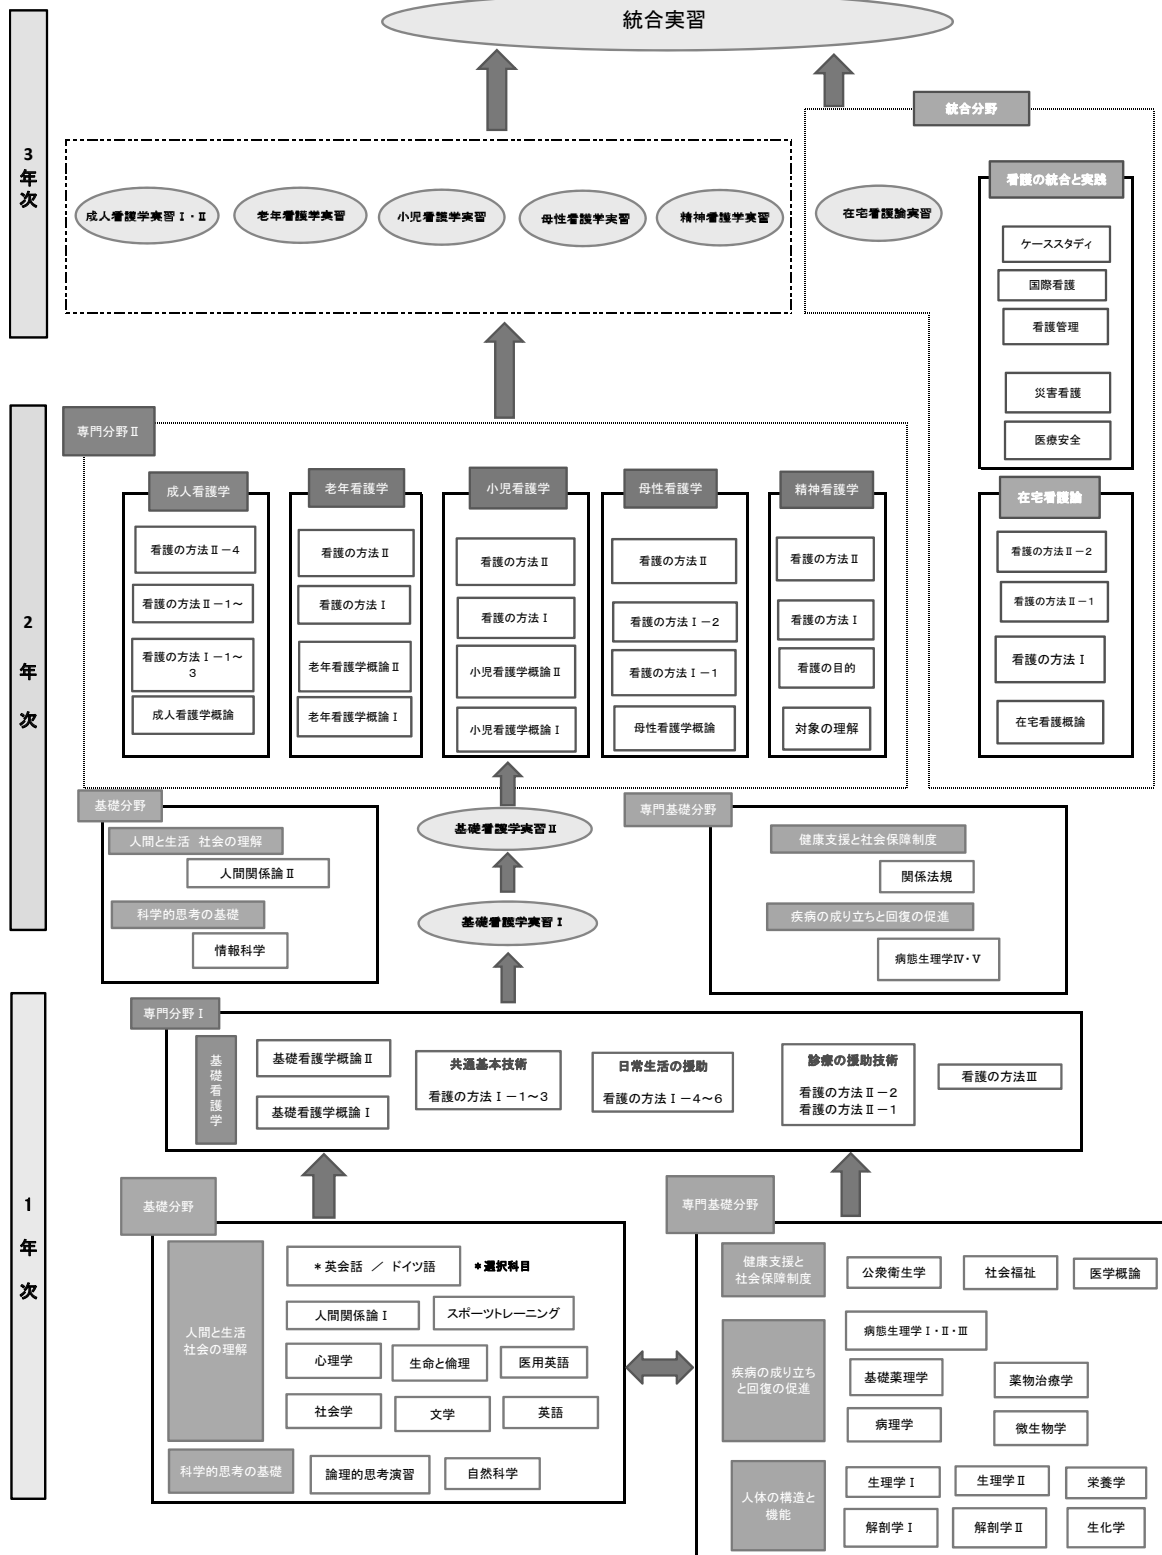 統合実習
3年次
統合分野
看護の統合と実践
ケーススタディ
国際看護
看護管理
災害看護
医療安全
成人看護学実習Ⅰ・Ⅱ
老年看護学実習
小児看護学実習
母性看護学実習
精神看護学実習
在宅看護論実習
2年次
専門分野Ⅱ
成人看護学
看護の方法Ⅱ－4
看護の方法Ⅱ－1～
看護の方法Ⅰ－1～
3
成人看護学概論
老年看護学
看護の方法Ⅱ
看護の方法Ⅰ
老年看護学概論Ⅱ
老年看護学概論Ⅰ
小児看護学
看護の方法Ⅱ
看護の方法Ⅰ
小児看護学概論Ⅱ
小児看護学概論Ⅰ
母性看護学
看護の方法Ⅱ
看護の方法Ⅰ－2
看護の方法Ⅰ－1
母性看護学概論
精神看護学
看護の方法Ⅱ
看護の方法Ⅰ
看護の目的
対象の理解
在宅看護論
看護の方法Ⅱ－2
看護の方法Ⅱ－1
看護の方法Ⅰ
在宅看護概論
基礎分野
人間と生活 社会の理解
人間関係論Ⅱ
科学的思考の基礎
情報科学
基礎看護学実習Ⅱ
基礎看護学実習Ⅰ
専門基礎分野
健康支援と社会保障制度
関係法規
疾病の成り立ちと回復の促進
病態生理学Ⅳ・Ⅴ
1年次
専門分野Ⅰ
基礎看護学
基礎看護学概論Ⅱ
基礎看護学概論Ⅰ
共通基本技術
看護の方法Ⅰ－1～3
日常生活の援助
看護の方法Ⅰ－4～6
診療の援助技術
看護の方法Ⅱ－2
看護の方法Ⅱ－1
看護の方法Ⅲ
基礎分野
人間と生活
社会の理解
＊英会話 ／ ドイツ語
＊選択科目
人間関係論Ⅰ
スポーツトレーニング
心理学
生命と倫理
医用英語
社会学
文学
英語
科学的思考の基礎
論理的思考演習
自然科学
専門基礎分野
健康支援と
社会保障制度
公衆衛生学
社会福祉
医学概論
疾病の成り立ち
と回復の促進
病態生理学Ⅰ・Ⅱ・Ⅲ
基礎薬理学
薬物治療学
病理学
微生物学
人体の構造と
機能
生理学Ⅰ
生理学Ⅱ
栄養学
解剖学Ⅰ
解剖学Ⅱ
生化学